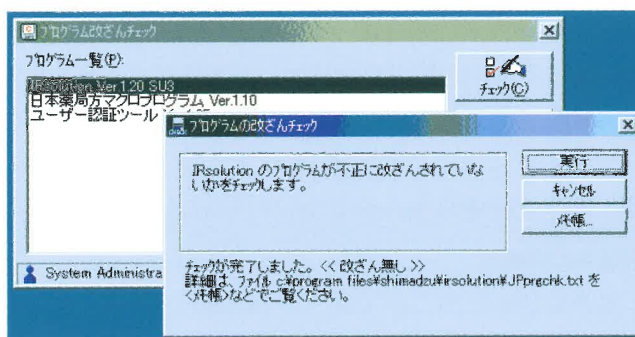 プログラム改ざんチェック
プログラム一覧(P):
IRsolution Ver.1.20 SU3
日本薬局方マクロプログラム Ver.1.10
ユーザー認証ツール
チェック(C)
プログラムの改ざんチェック
IRsolution のプログラムが不正に改ざんされていな
いかをチェックします。
実行
キャンセル
メモ帳...
System Administra
チェックが完了しました。 << 改ざん無し >>
詳細は、ファイル c:¥program files¥shimadzu¥irsolution¥JPprgchk.txt を
<メモ帳>などでご覧ください。